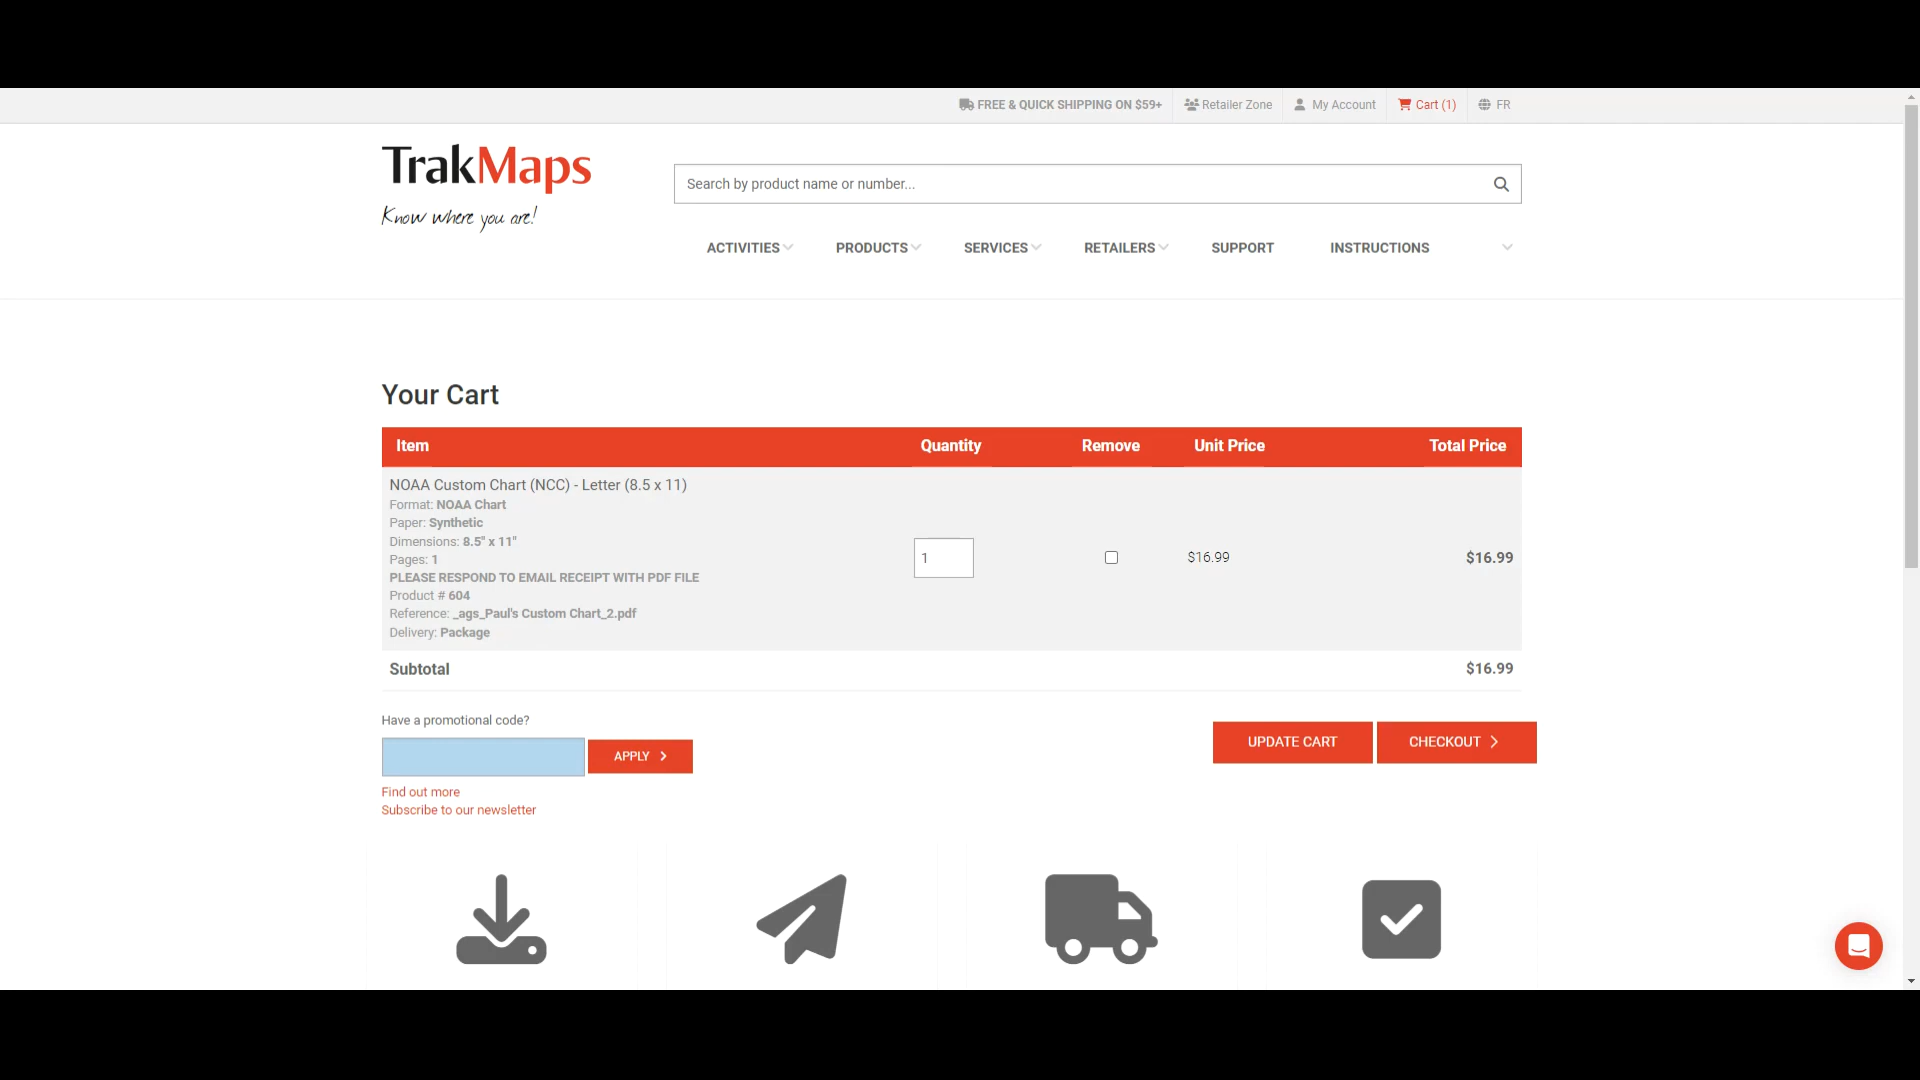 FREE & QUICK SHIPPING ON $59+ Retailer Zone My Account Cart (1) FR
TrakMaps
Know where you are!
Search by product name or number...
ACTIVITIES PRODUCTS SERVICES RETAILERS SUPPORT INSTRUCTIONS
Your Cart
Item Quantity Remove Unit Price Total Price
NOAA Custom Chart (NCC) - Letter (8.5 x 11)
Format: NOAA Chart
Paper: Synthetic
Dimensions: 8.5" x 11"
Pages: 1
PLEASE RESPOND TO EMAIL RECEIPT WITH PDF FILE
Product # 604
Reference: _ags_Paul's Custom Chart_2.pdf
Delivery: Package
1 $16.99 $16.99
Subtotal $16.99
Have a promotional code?
APPLY
UPDATE CART CHECKOUT
Find out more
Subscribe to our newsletter